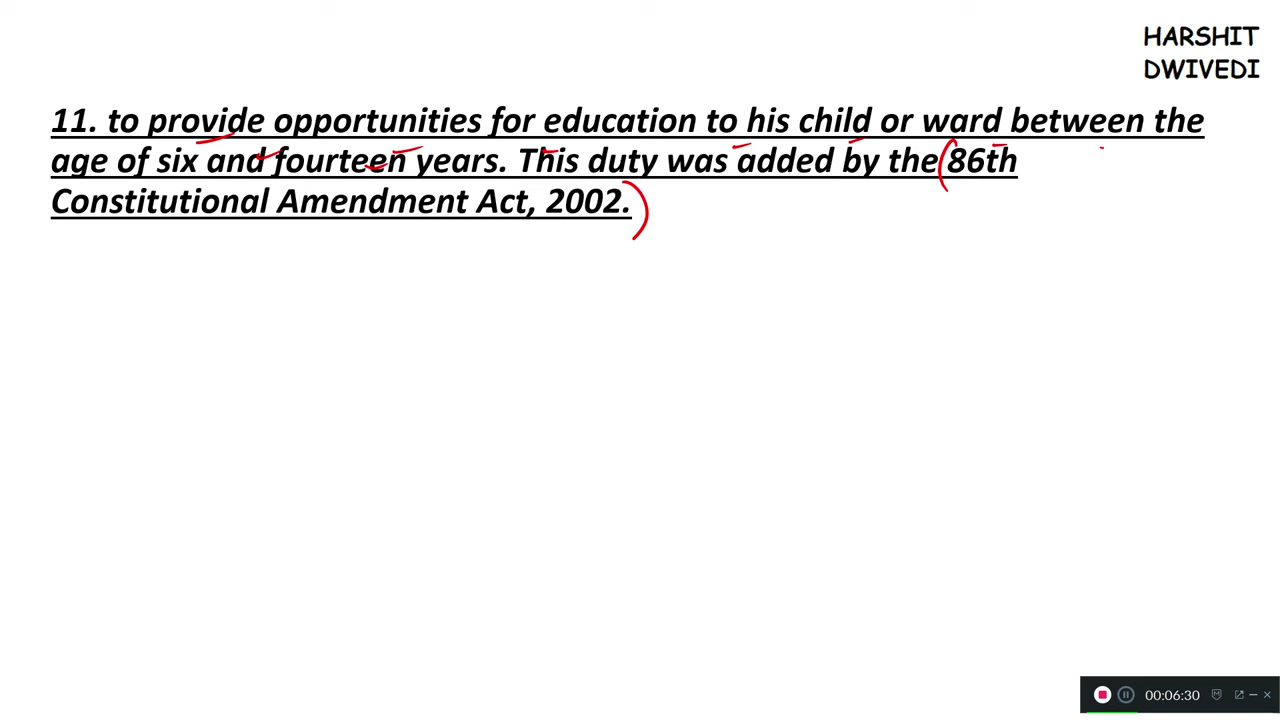 HARSHIT
DWIVEDI
11. to provide opportunities for education to his child or ward between the
age of six and fourteen years. This duty was added by the (86th
Constitutional Amendment Act, 2002.)
00:06:30